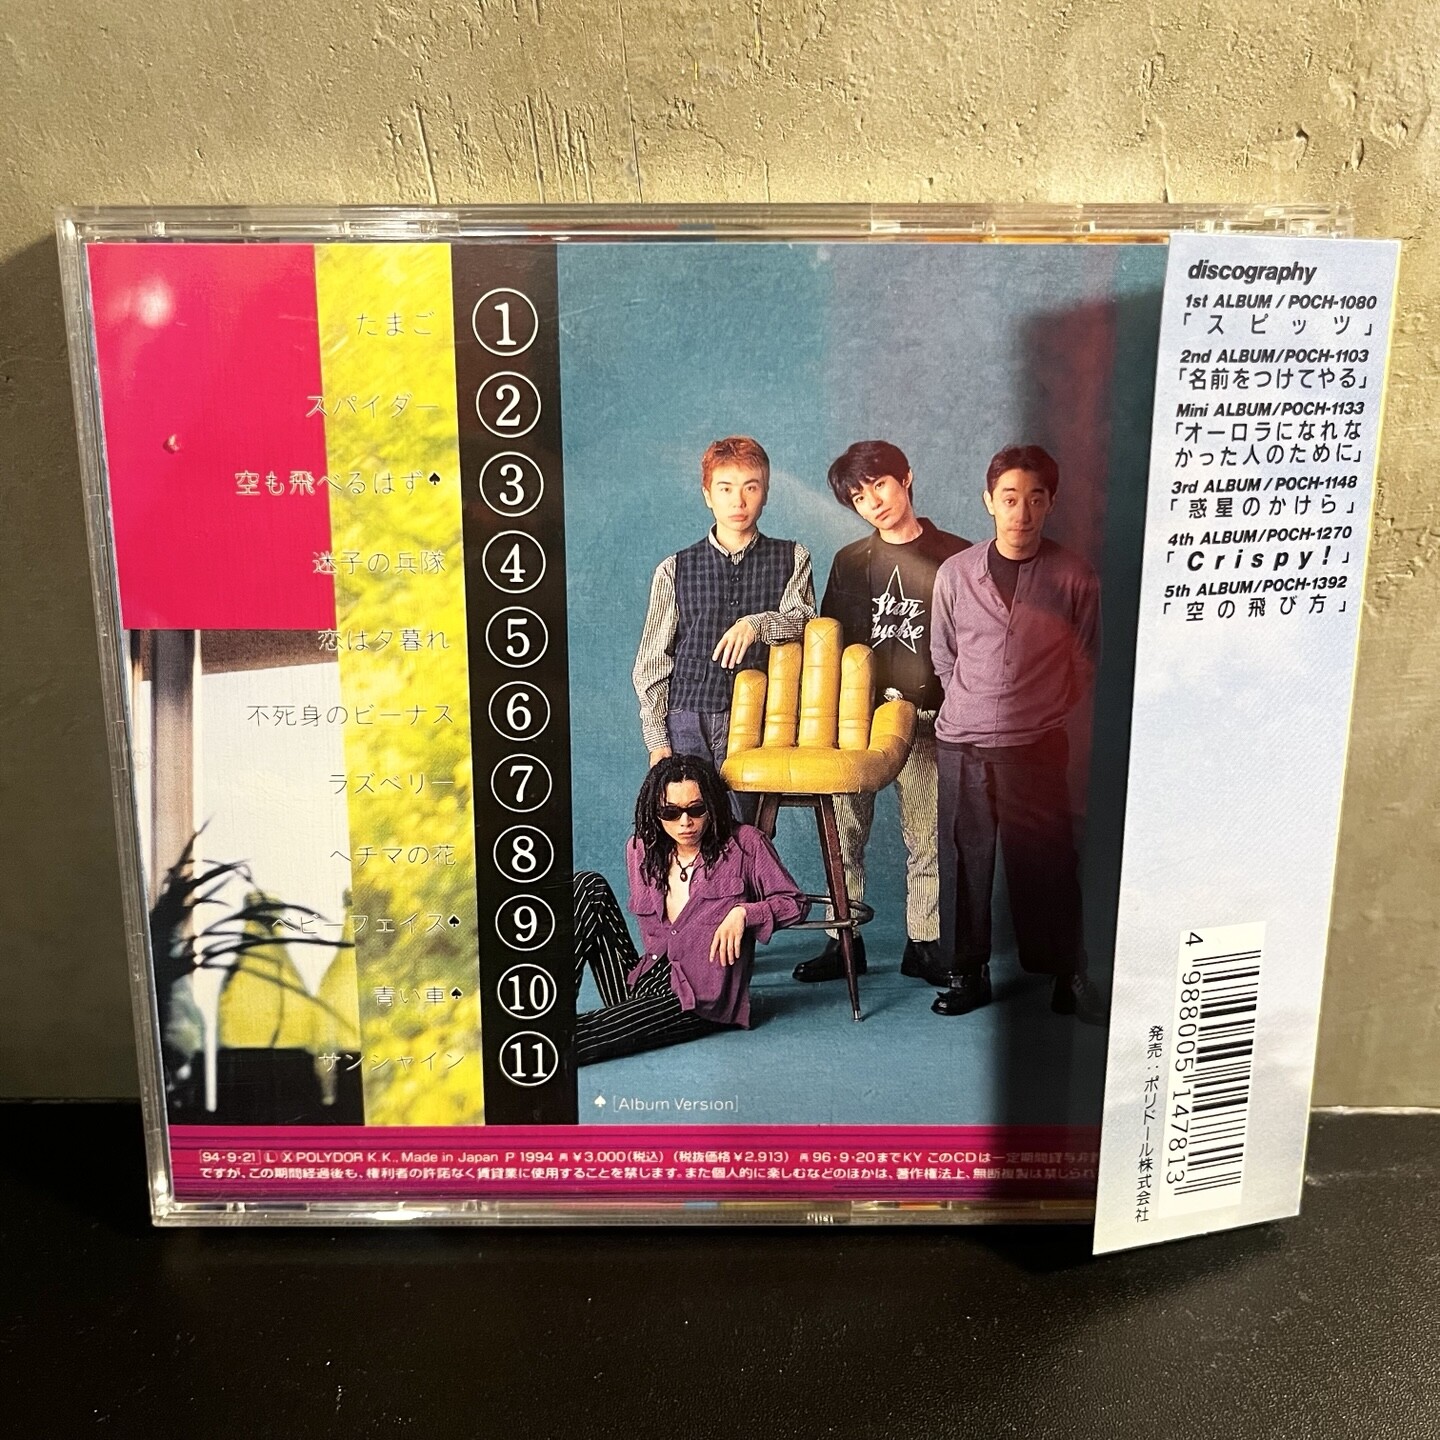 たまご ①
スパイダー ②
空も飛べるはず♠ ③
迷子の兵隊 ④
恋は夕暮れ ⑤
不死身のビーナス ⑥
ラズベリー ⑦
ヘチマの花 ⑧
ベビーフェイス♠ ⑨
青い車♠ ⑩
サンシャイン ⑪
♠ [Album Version]
94・9・21 Ⓛ Ⓧ POLYDOR K.K., Made in Japan P 1994 再 ¥3,000(税込) (税抜価格¥2,913) 再96・9・20までKY このCDは一定期間貸与非
ですが、この期間経過後も、権利者の許諾なく賃貸業に使用することを禁じます。また個人的に楽しむなどのほかは、著作権法上、無断複製は禁じられ
discography
1st ALBUM / POCH-1080
「スピッツ」
2nd ALBUM/POCH-1103
「名前をつけてやる」
Mini ALBUM/POCH-1133
「オーロラになれな
かった人のために」
3rd ALBUM / POCH-1148
「惑星のかけら」
4th ALBUM/POCH-1270
「Crispy!」
5th ALBUM/POCH-1392
「空の飛び方」
4 988005 147813
発売:ポリドール株式会社
Star